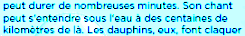 peut durer de nombreuses minutes. Son chant
peut s'entendre sous l'eau à des centaines de
kilomètres de là. Les dauphins, eux, font claquer